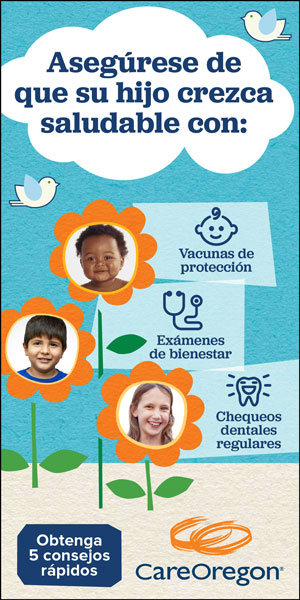 Asegúrese de
que su hijo crezca
saludable con:
Vacunas de
protección
Exámenes
de bienestar
Chequeos
dentales
regulares
Obtenga
5 consejos
rápidos
CareOregon®